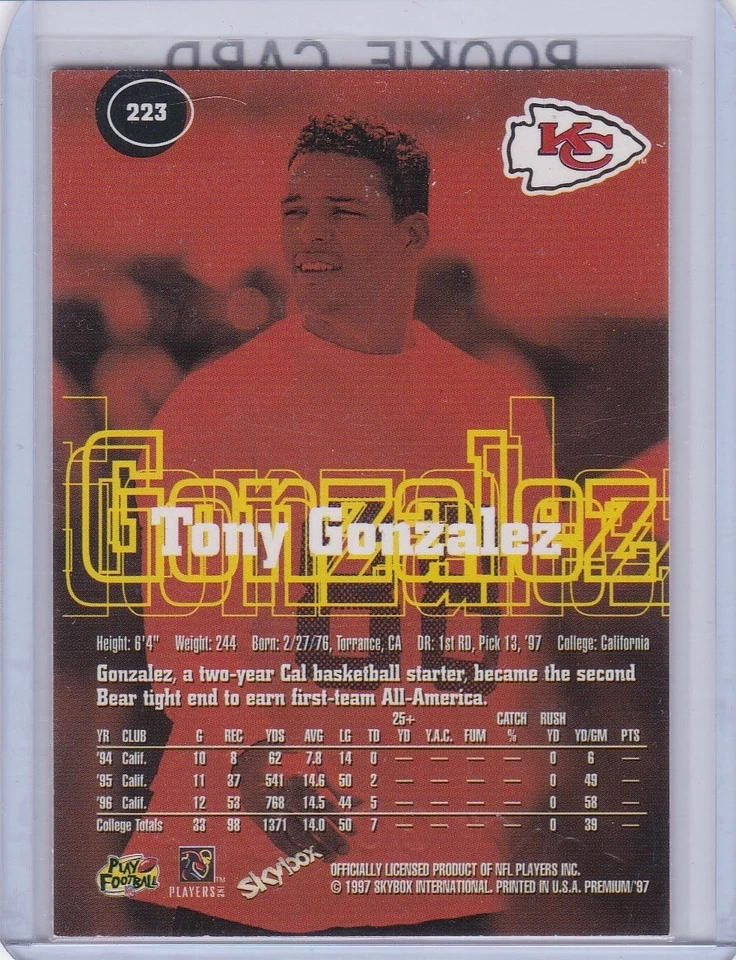 ROOKIE CARD
223
KC
TM
Gonzalez
Tony Gonzalez
Height: 6'4" Weight: 244 Born: 2/27/76, Torrance, CA DR: 1st RD, Pick 13, '97 College: California
Gonzalez, a two-year Cal basketball starter, became the second
Bear tight end to earn first-team All-America.
25+ CATCH RUSH
YR CLUB G REC YDS AVG LG TD YD Y.A.C. FUM % YD YD/GM PTS
'94 Calif. 10 8 62 7.8 14 0 — — — — 0 6 —
'95 Calif. 11 37 541 14.6 50 2 — — — — 0 49 —
'96 Calif. 12 53 768 14.5 44 5 — — — — 0 58 —
College Totals 33 98 1371 14.0 50 7 — — — — 0 39 —
PLAY
FOOTBALL
PLAYERS INC
TM
Skybox
OFFICIALLY LICENSED PRODUCT OF NFL PLAYERS INC.
© 1997 SKYBOX INTERNATIONAL. PRINTED IN U.S.A. PREMIUM/'97